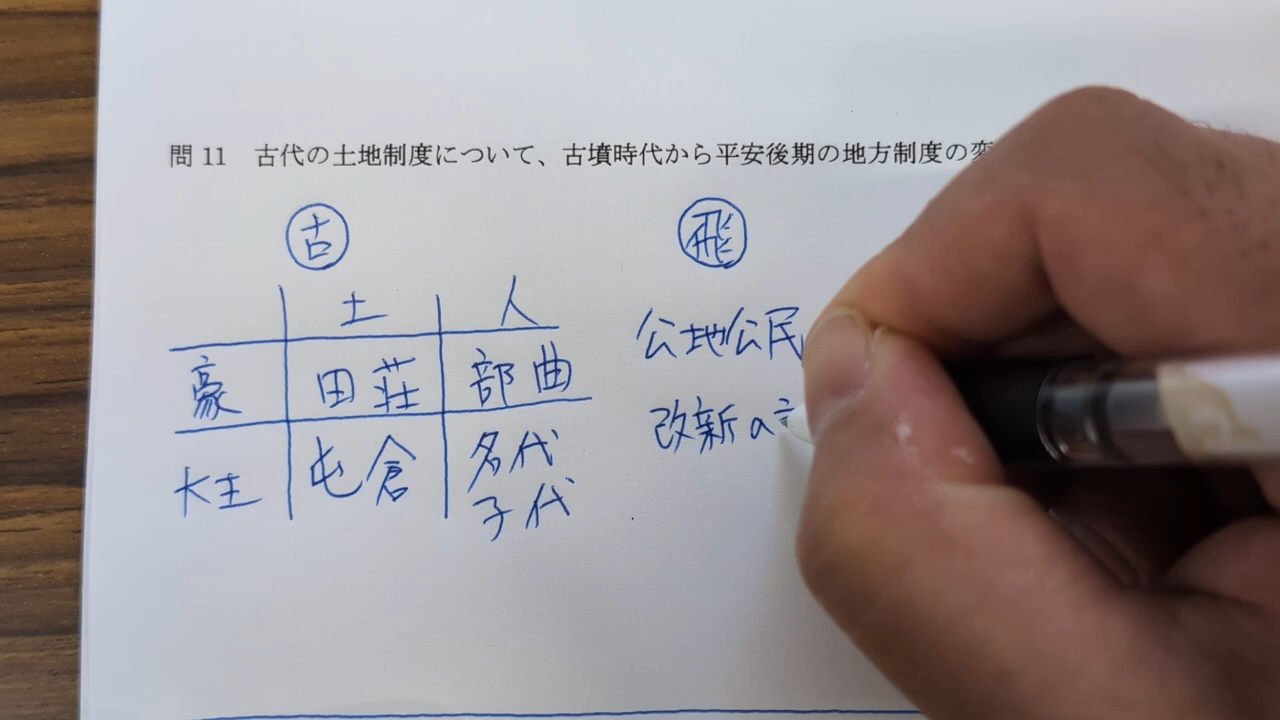 問 11 古代の土地制度について、古墳時代から平安後期の地方制度の変
古
土 人
豪 田荘 部曲
大王 屯倉 名代
子代
飛
公地公民
改新の